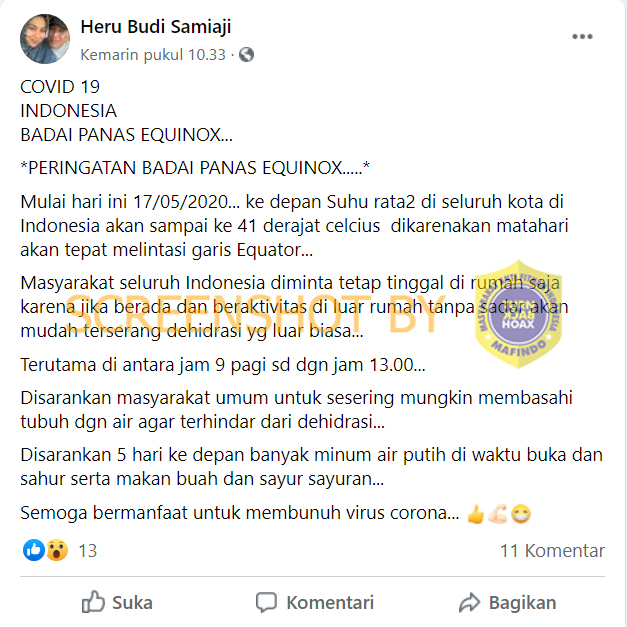 Heru Budi Samiaji
Kemarin pukul 10.33 ·
COVID 19
INDONESIA
BADAI PANAS EQUINOX...
*PERINGATAN BADAI PANAS EQUINOX.....*
Mulai hari ini 17/05/2020... ke depan Suhu rata2 di seluruh kota di
Indonesia akan sampai ke 41 derajat celcius dikarenakan matahari
akan tepat melintasi garis Equator...
Masyarakat seluruh Indonesia diminta tetap tinggal di rumah saja
karena jika berada dan beraktivitas di luar rumah tanpa sadar akan
mudah terserang dehidrasi yg luar biasa...
SCREENSHOT BY
TURN BACK HOAX
MAFINDO
Terutama di antara jam 9 pagi sd dgn jam 13.00...
Disarankan masyarakat umum untuk sesering mungkin membasahi
tubuh dgn air agar terhindar dari dehidrasi...
Disarankan 5 hari ke depan banyak minum air putih di waktu buka dan
sahur serta makan buah dan sayur sayuran...
Semoga bermanfaat untuk membunuh virus corona... 👍💪😁
13
11 Komentar
Suka
Komentari
Bagikan